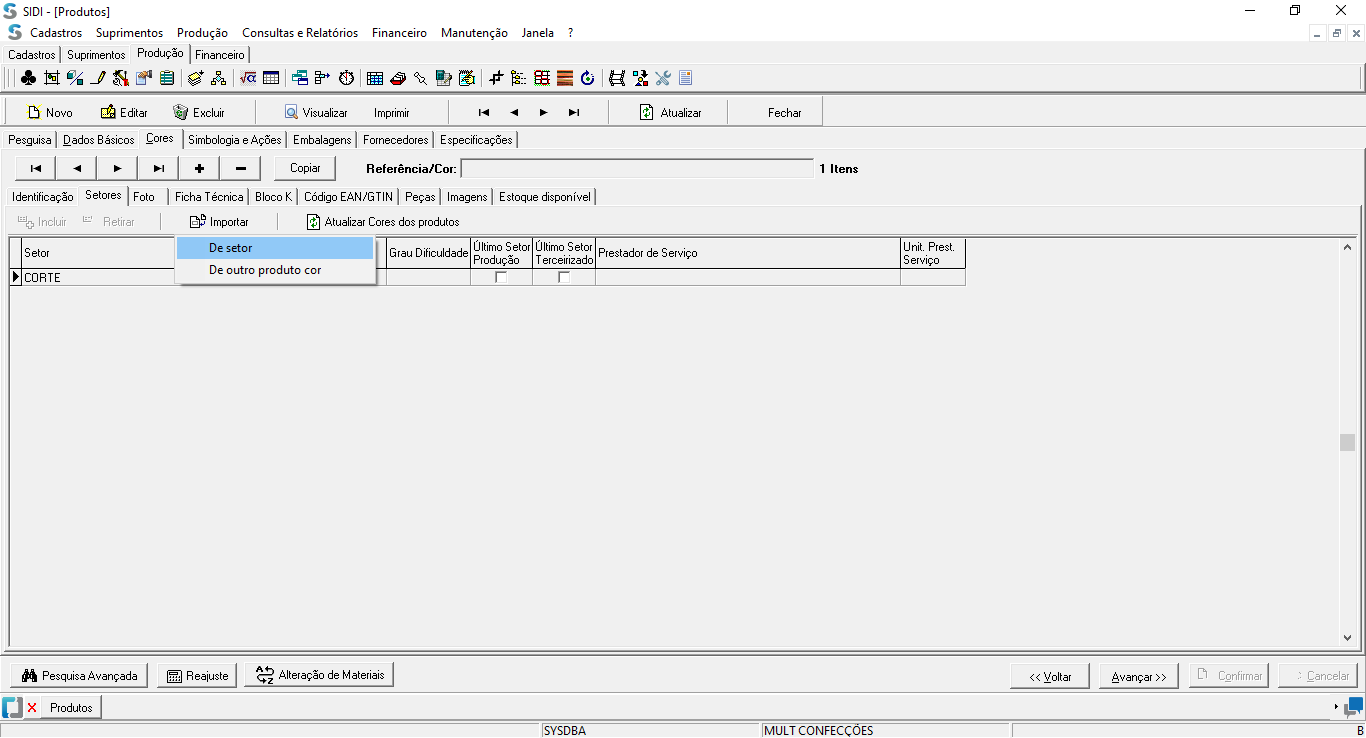 SIDI - [Produtos]
Cadastros Suprimentos Produção Consultas e Relatórios Financeiro Manutenção Janela ?
Cadastros Suprimentos Produção Financeiro
Novo Editar Excluir Visualizar Imprimir Atualizar Fechar
Pesquisa Dados Básicos Cores Simbologia e Ações Embalagens Fornecedores Especificações
Copiar Referência/Cor: 1 Itens
Identificação Setores Foto Ficha Técnica Bloco K Código EAN/GTIN Peças Imagens Estoque disponível
Incluir Retirar Importar Atualizar Cores dos produtos
De setor
De outro produto cor
Setor Grau Dificuldade Último Setor Produção Último Setor Terceirizado Prestador de Serviço Unit. Prest. Serviço
CORTE
Pesquisa Avançada Reajuste Alteração de Materiais << Voltar Avançar >> Confirmar Cancelar
Produtos
SYSDBA MULT CONFECÇÕES B